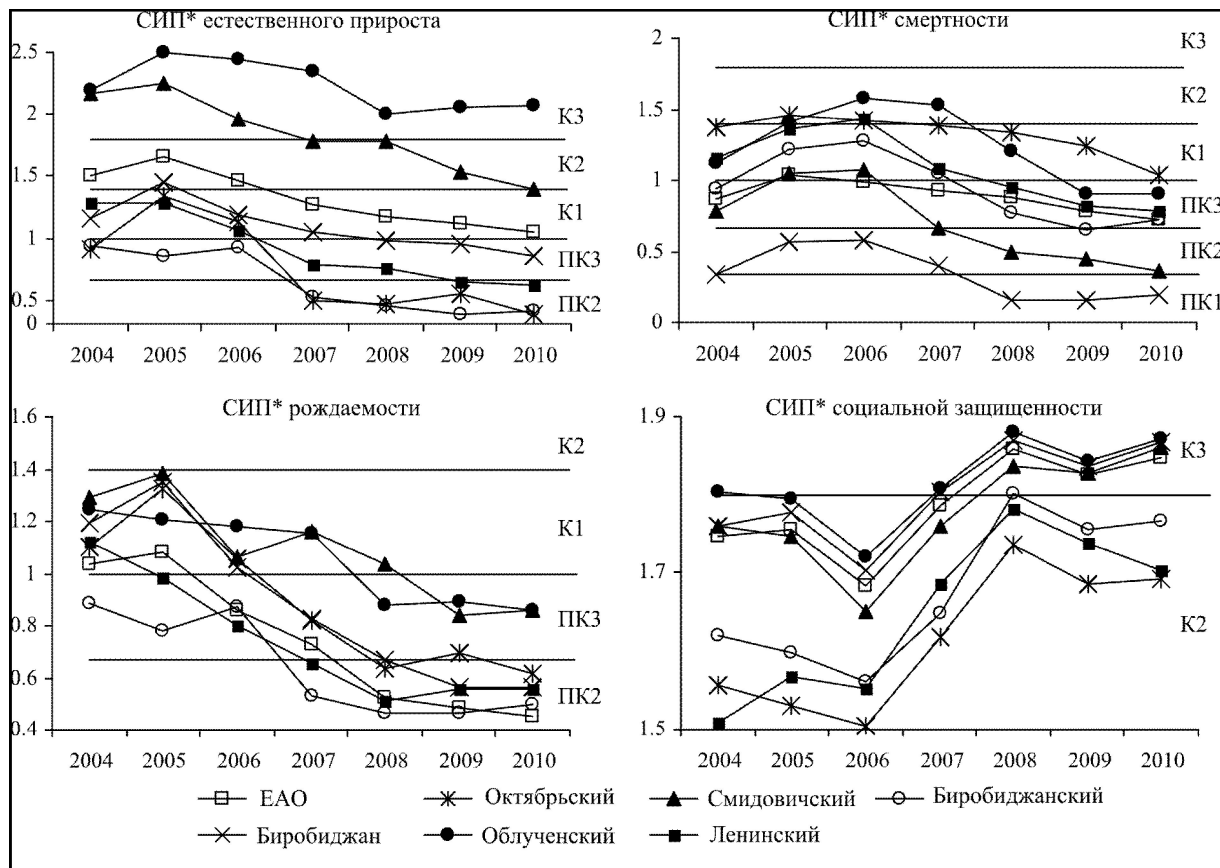 СИП* естественного прироста
2.5
2
1.5
1
0.5
0
К3
К2
К1
ПК3
ПК2
2004 2005 2006 2007 2008 2009 2010
СИП* смертности
2
1.5
1
0.5
0
К3
К2
К1
ПК3
ПК2
ПК1
2004 2005 2006 2007 2008 2009 2010
СИП* рождаемости
1.6
1.4
1.2
1
0.8
0.6
0.4
К2
К1
ПК3
ПК2
2004 2005 2006 2007 2008 2009 2010
СИП* социальной защищенности
1.9
1.7
1.5
К3
К2
2004 2005 2006 2007 2008 2009 2010
ЕАО Октябрьский Смидовичский Биробиджанский
Биробиджан Облученский Ленинский